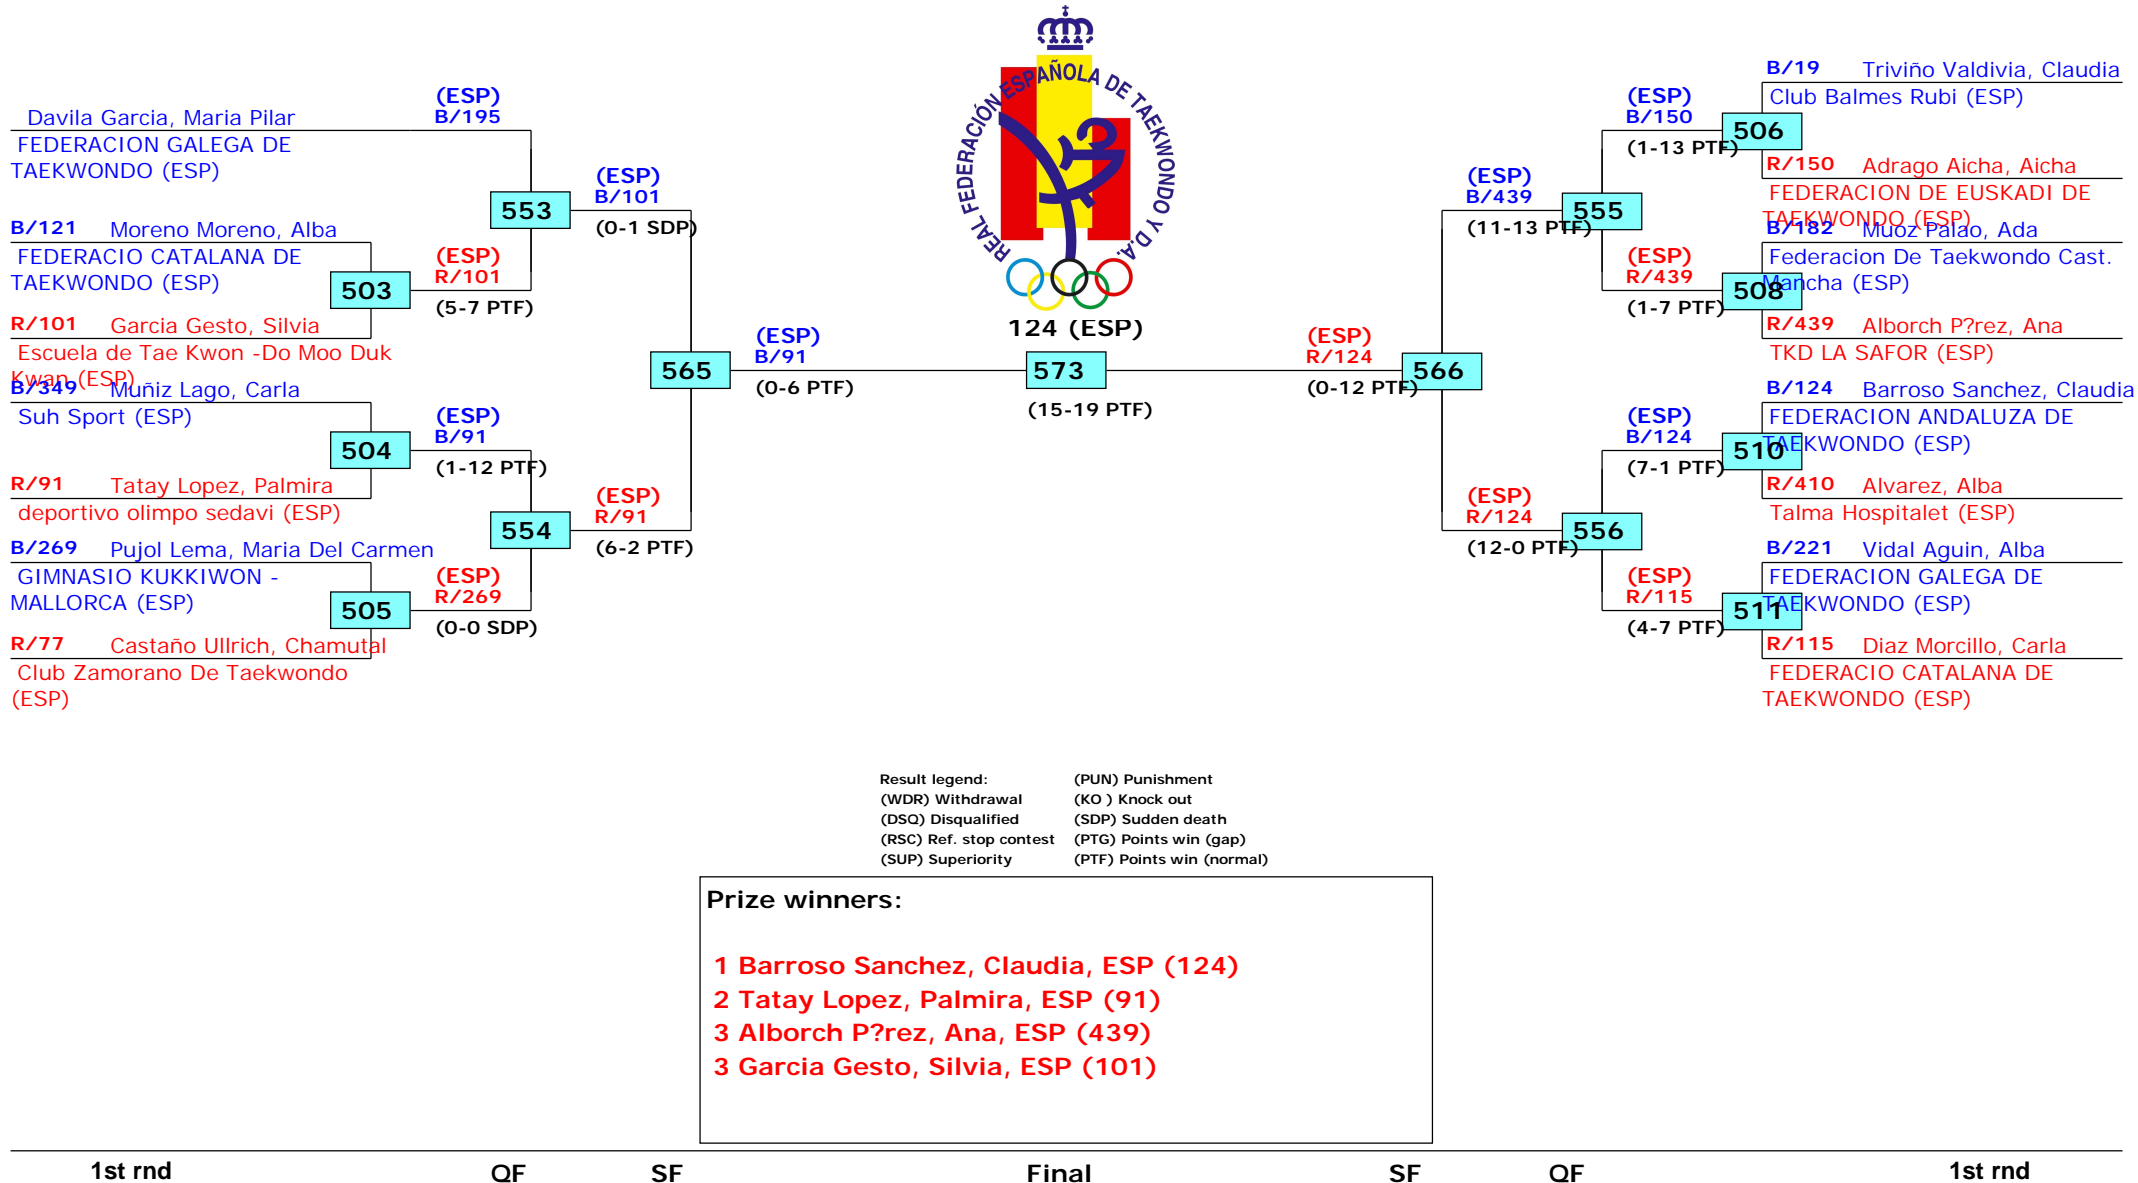 REAL FEDERACIÓN ESPAÑOLA DE TAEKWONDO Y D.A.
Davila Garcia, Maria Pilar
FEDERACION GALEGA DE
TAEKWONDO (ESP)
B/121 Moreno Moreno, Alba
FEDERACIO CATALANA DE
TAEKWONDO (ESP)
503
R/101 Garcia Gesto, Silvia
Escuela de Tae Kwon -Do Moo Duk
Kwan (ESP)
B/349 Muñiz Lago, Carla
Suh Sport (ESP)
504
R/91 Tatay Lopez, Palmira
deportivo olimpo sedavi (ESP)
B/269 Pujol Lema, Maria Del Carmen
GIMNASIO KUKKIWON -
MALLORCA (ESP)
505
R/77 Castaño Ullrich, Chamutal
Club Zamorano De Taekwondo
(ESP)
(ESP)
B/195
553
(ESP)
R/101
(5-7 PTF)
(ESP)
B/91
(1-12 PTF)
554
(ESP)
R/269
(0-0 SDP)
(ESP)
B/101
(0-1 SDP)
565
(ESP)
R/91
(6-2 PTF)
(ESP)
B/91
(0-6 PTF)
124 (ESP)
573
(15-19 PTF)
(ESP)
R/124
(0-12 PTF)
566
(ESP)
B/439
(11-13 PTF)
(ESP)
R/124
(12-0 PTF)
555
556
(ESP)
B/150
(1-13 PTF)
(ESP)
R/439
(1-7 PTF)
(ESP)
B/124
(7-1 PTF)
(ESP)
R/115
(4-7 PTF)
B/19 Triviño Valdivia, Claudia
Club Balmes Rubi (ESP)
506
R/150 Adrago Aicha, Aicha
FEDERACION DE EUSKADI DE
TAEKWONDO (ESP)
B/182 Muoz Palao, Ada
Federacion De Taekwondo Cast.
Mancha (ESP)
508
R/439 Alborch P?rez, Ana
TKD LA SAFOR (ESP)
B/124 Barroso Sanchez, Claudia
FEDERACION ANDALUZA DE
TAEKWONDO (ESP)
510
R/410 Alvarez, Alba
Talma Hospitalet (ESP)
B/221 Vidal Aguin, Alba
FEDERACION GALEGA DE
TAEKWONDO (ESP)
511
R/115 Diaz Morcillo, Carla
FEDERACIO CATALANA DE
TAEKWONDO (ESP)
Result legend: (PUN) Punishment
(WDR) Withdrawal (KO ) Knock out
(DSQ) Disqualified (SDP) Sudden death
(RSC) Ref. stop contest (PTG) Points win (gap)
(SUP) Superiority (PTF) Points win (normal)
Prize winners:
1 Barroso Sanchez, Claudia, ESP (124)
2 Tatay Lopez, Palmira, ESP (91)
3 Alborch P?rez, Ana, ESP (439)
3 Garcia Gesto, Silvia, ESP (101)
1st rnd QF SF Final SF QF 1st rnd